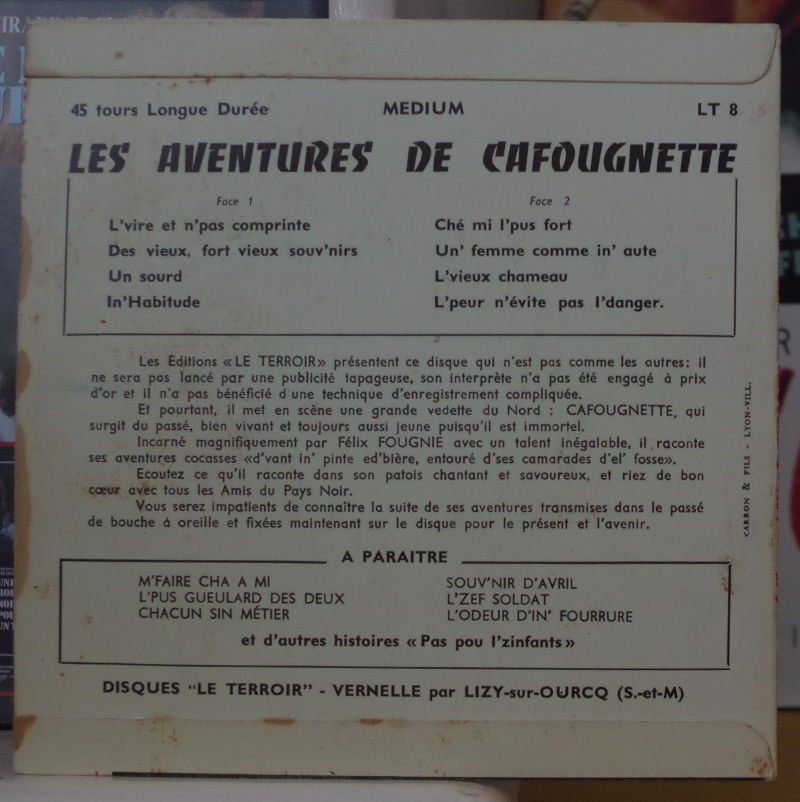 45 tours Longue Durée MEDIUM LT 8
LES AVENTURES DE CAFOUGNETTE
Face 1 Face 2
L'vire et n'pas comprinte Ché mi l'pus fort
Des vieux, fort vieux souv'nirs Un' femme comme in' aute
Un sourd L'vieux chameau
In'Habitude L'peur n'évite pas l'danger.
Les Editions «LE TERROIR» présentent ce disque qui n'est pas comme les autres: il
ne sera pas lancé par une publicité tapageuse, son interprète n'a pas été engagé à prix
d'or et il n'a pas bénéficié d'une technique d'enregistrement compliquée.
Et pourtant, il met en scène une grande vedette du Nord : CAFOUGNETTE, qui
surgit du passé, bien vivant et toujours aussi jeune puisqu'il est immortel.
Incarné magnifiquement par Félix FOUGNIE avec un talent inégalable, il raconte
ses aventures cocasses «d'vant in' pinte ed'bière, entouré d'ses camarades d'el' fosse».
Ecoutez ce qu'il raconte dans son patois chantant et savoureux, et riez de bon
cœur avec tous les Amis du Pays Noir.
Vous serez impatients de connaître la suite de ses aventures transmises dans le passé
de bouche à oreille et fixées maintenant sur le disque pour le présent et l'avenir.
CARRON & FILS - LYON-VILL.
A PARAITRE
M'FAIRE CHA A MI SOUV'NIR D'AVRIL
L'PUS GUEULARD DES DEUX L'ZEF SOLDAT
CHACUN SIN MÉTIER L'ODEUR D'IN' FOURRURE
et d'autres histoires «Pas pou l'zinfants»
DISQUES "LE TERROIR" - VERNELLE par LIZY-sur-OURCQ (S.-et-M)